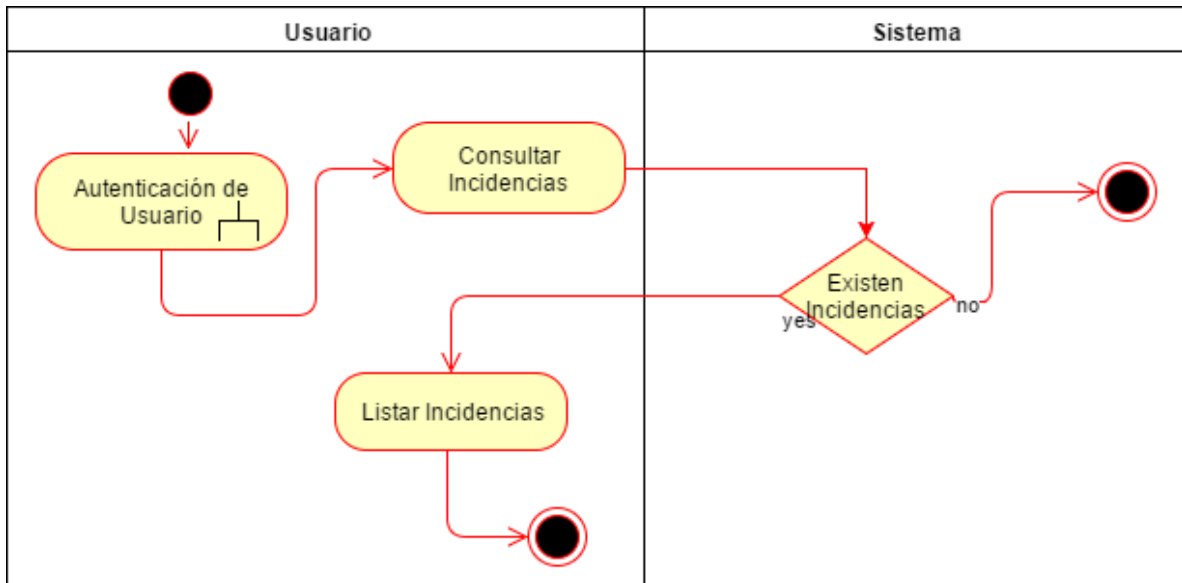 Usuario
Sistema
Autenticación de
Usuario
Consultar
Incidencias
Existen
Incidencias
yes
no
Listar Incidencias